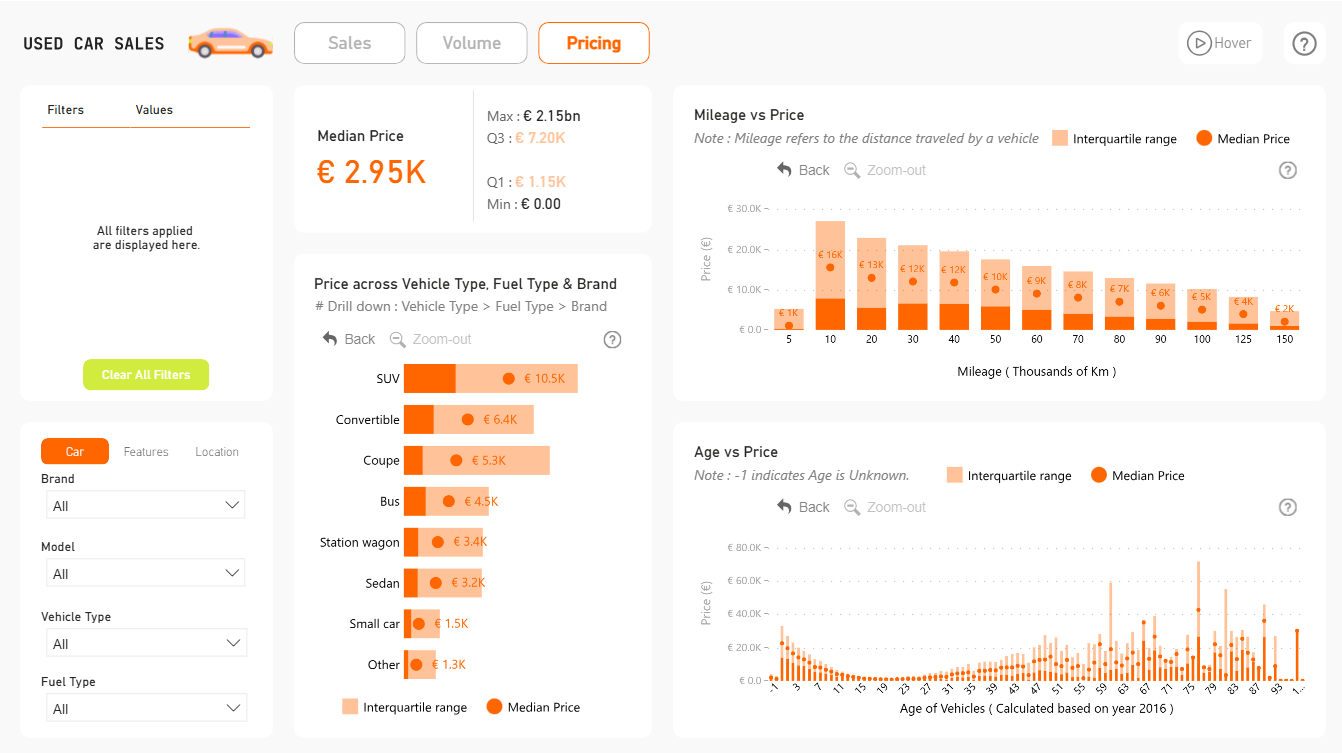 USED CAR SALES
Sales
Volume
Pricing
Hover
?
Filters Values
All filters applied
are displayed here.
Clear All Filters
Car Features Location
Brand
All
Model
All
Vehicle Type
All
Fuel Type
All
Median Price
€ 2.95K
Max : € 2.15bn
Q3 : € 7.20K
Q1 : € 1.15K
Min : € 0.00
Price across Vehicle Type, Fuel Type & Brand
# Drill down : Vehicle Type > Fuel Type > Brand
Back Zoom-out ?
SUV € 10.5K
Convertible € 6.4K
Coupe € 5.3K
Bus € 4.5K
Station wagon € 3.4K
Sedan € 3.2K
Small car € 1.5K
Other € 1.3K
Interquartile range Median Price
Mileage vs Price
Note : Mileage refers to the distance traveled by a vehicle Interquartile range Median Price
Back Zoom-out ?
Price (€)
€ 30.0K
€ 20.0K
€ 10.0K
€ 0.0
€ 1K € 16K € 13K € 12K € 12K € 10K € 9K € 8K € 7K € 6K € 5K € 4K € 2K
5 10 20 30 40 50 60 70 80 90 100 125 150
Mileage ( Thousands of Km )
Age vs Price
Note : -1 indicates Age is Unknown. Interquartile range Median Price
Back Zoom-out ?
Price (€)
€ 80.0K
€ 60.0K
€ 40.0K
€ 20.0K
€ 0.0
-1 3 7 11 15 19 23 27 31 35 39 43 47 51 55 59 63 67 71 75 79 83 87 93 1...
Age of Vehicles ( Calculated based on year 2016 )